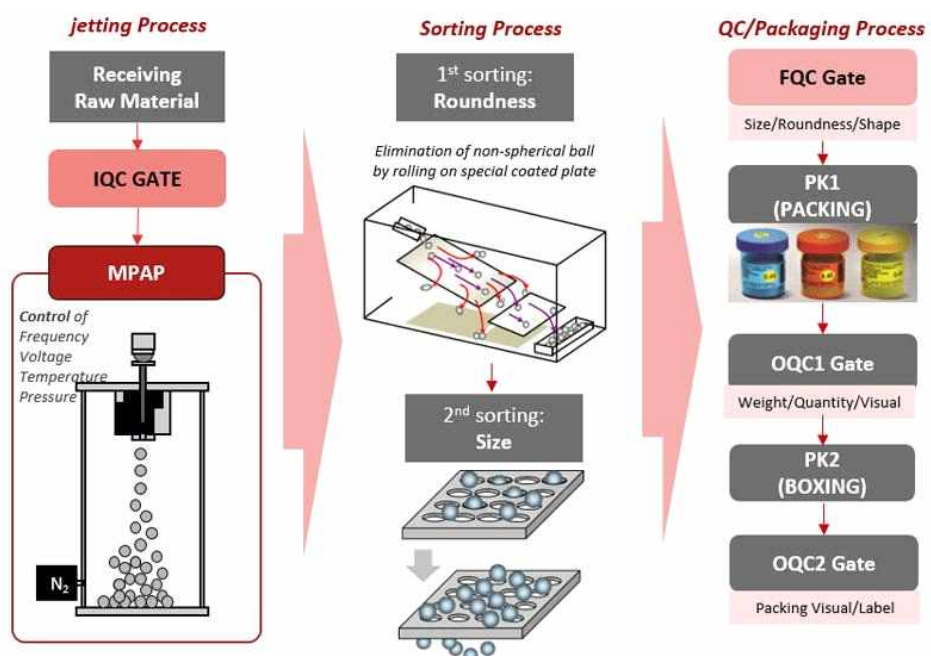 jetting Process
Receiving
Raw Material
IQC GATE
MPAP
Control of
Frequency
Voltage
Temperature
Pressure
N2
Sorting Process
1st sorting:
Roundness
Elimination of non-spherical ball
by rolling on special coated plate
2nd sorting:
Size
QC/Packaging Process
FQC Gate
Size/Roundness/Shape
PK1
(PACKING)
OQC1 Gate
Weight/Quantity/Visual
PK2
(BOXING)
OQC2 Gate
Packing Visual/Label